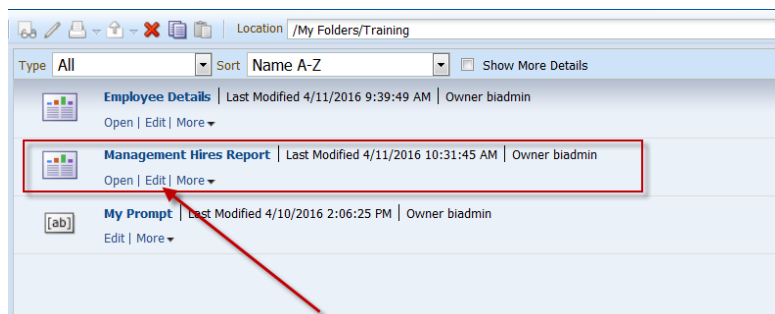 Location /My Folders/Training
Type All Sort Name A-Z Show More Details
Employee Details | Last Modified 4/11/2016 9:39:49 AM | Owner biadmin
Open | Edit | More
Management Hires Report | Last Modified 4/11/2016 10:31:45 AM | Owner biadmin
Open | Edit | More
[ab] My Prompt | Last Modified 4/10/2016 2:06:25 PM | Owner biadmin
Edit | More